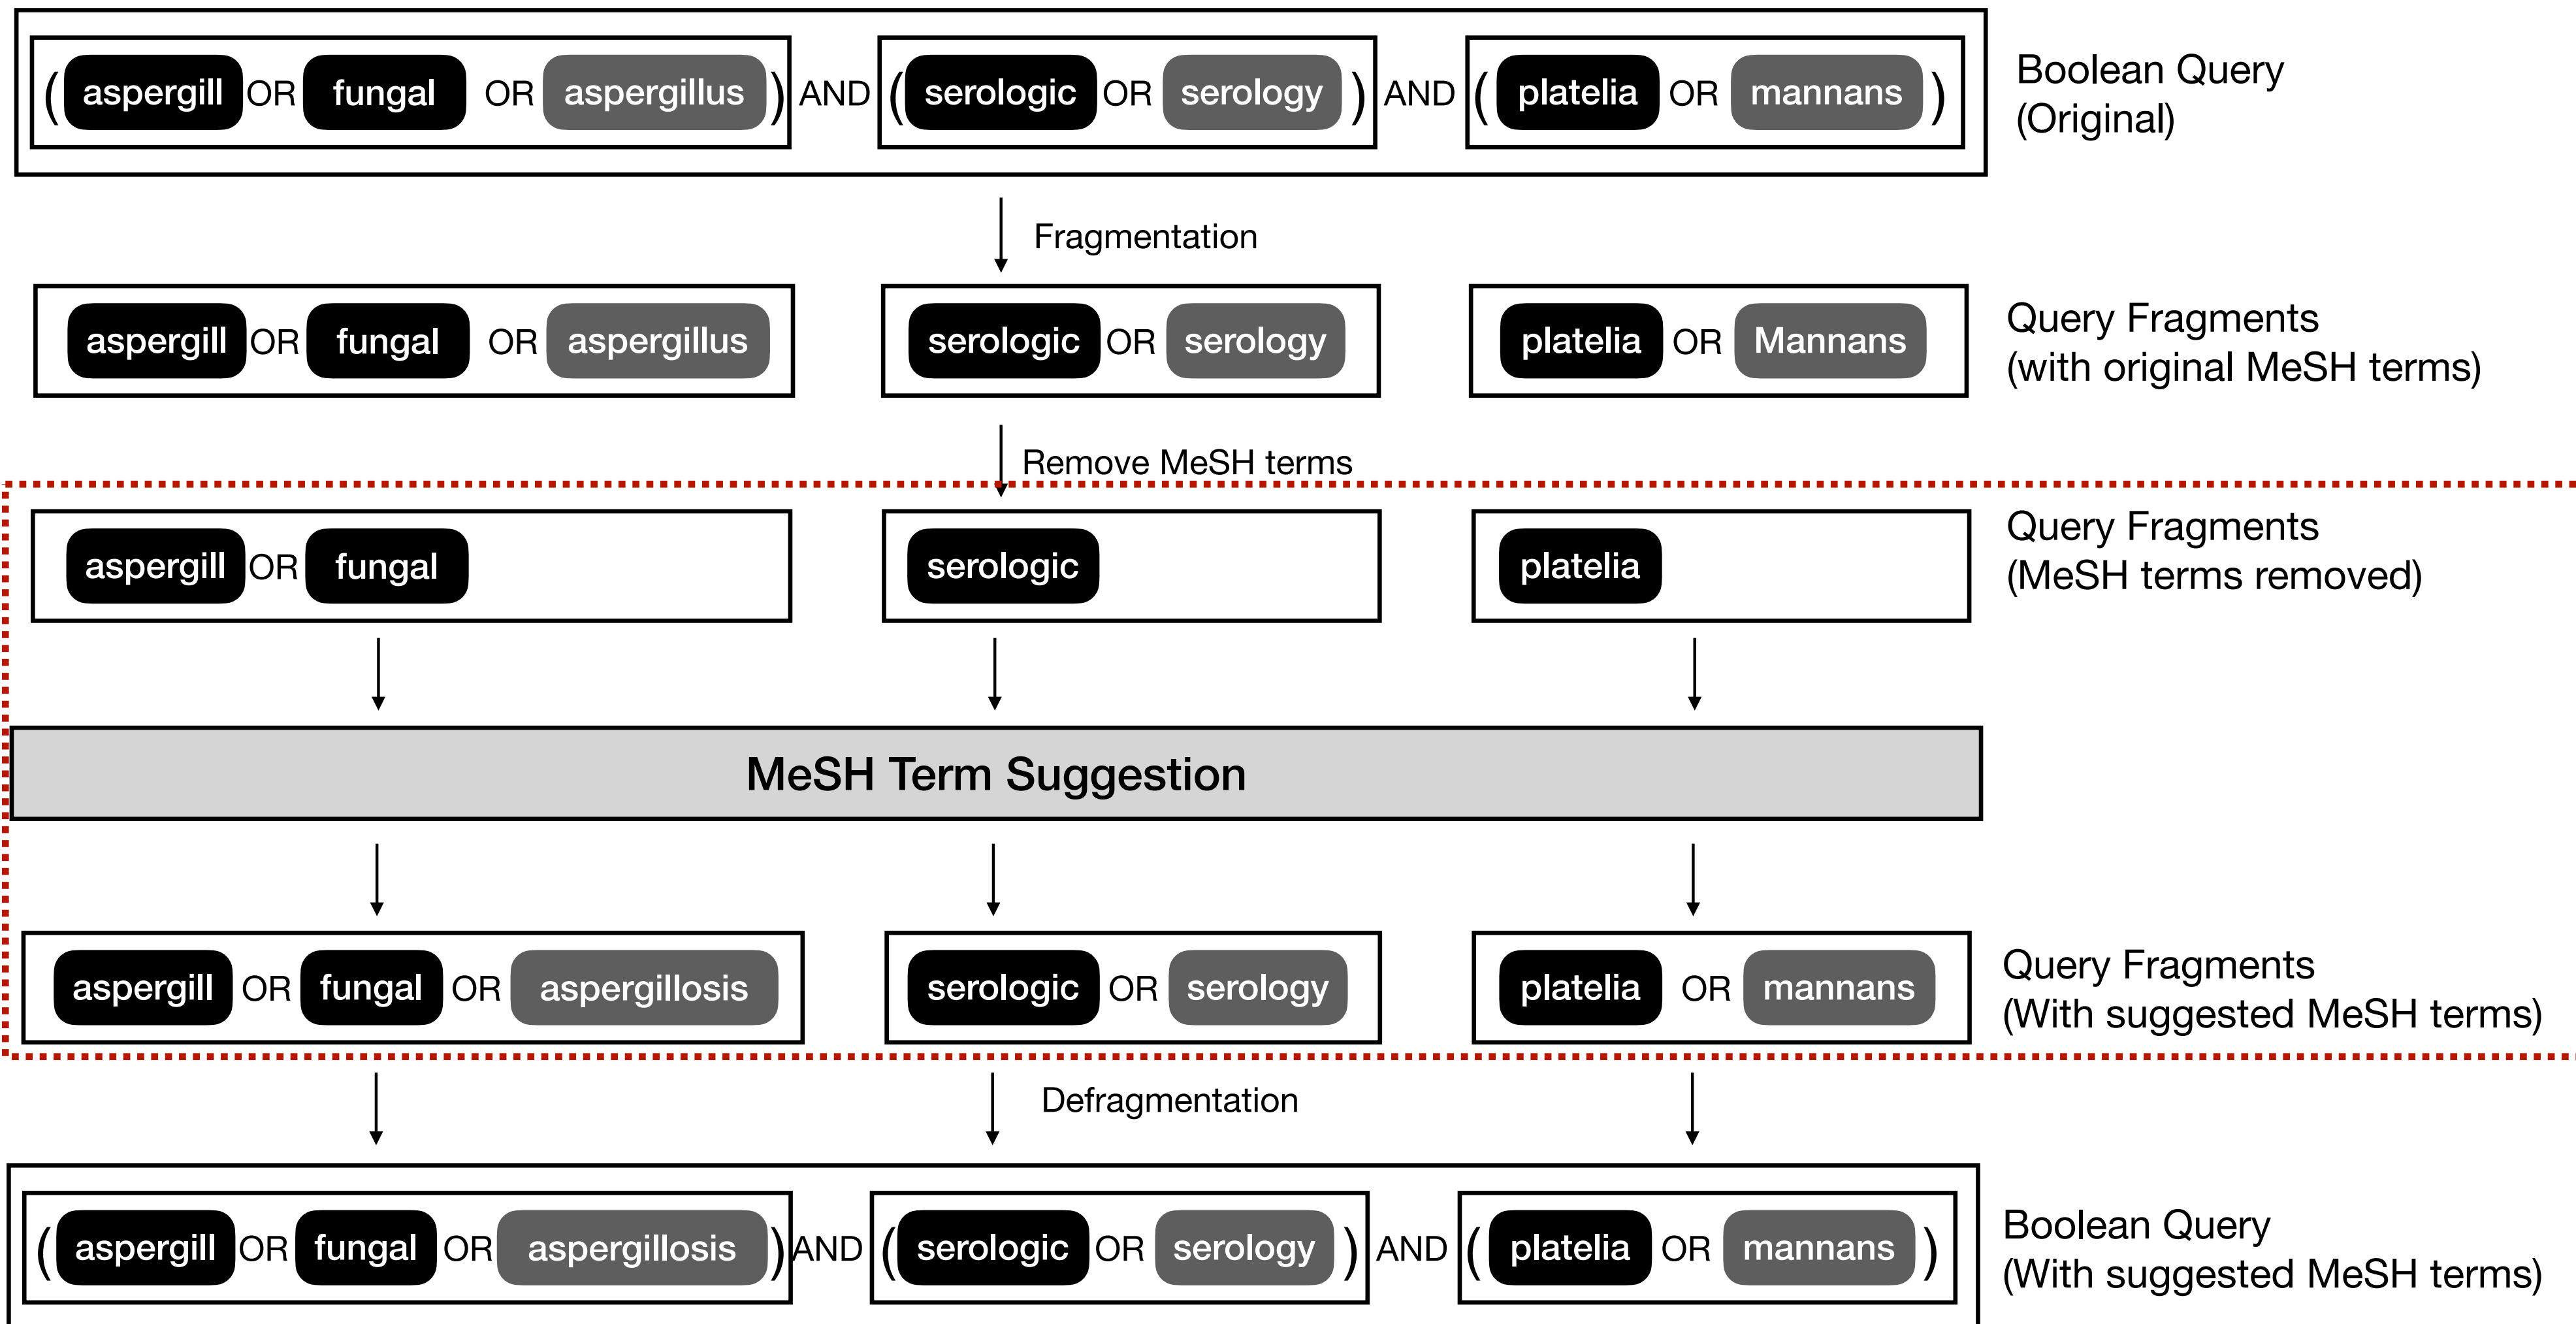 (aspergill OR fungal OR aspergillus) AND (serologic OR serology) AND (platelia OR mannans)
Boolean Query
(Original)
Fragmentation
aspergill OR fungal OR aspergillus
serologic OR serology
platelia OR Mannans
Query Fragments
(with original MeSH terms)
Remove MeSH terms
aspergill OR fungal
serologic
platelia
Query Fragments
(MeSH terms removed)
MeSH Term Suggestion
aspergill OR fungal OR aspergillosis
serologic OR serology
platelia OR mannans
Query Fragments
(With suggested MeSH terms)
Defragmentation
(aspergill OR fungal OR aspergillosis) AND (serologic OR serology) AND (platelia OR mannans)
Boolean Query
(With suggested MeSH terms)